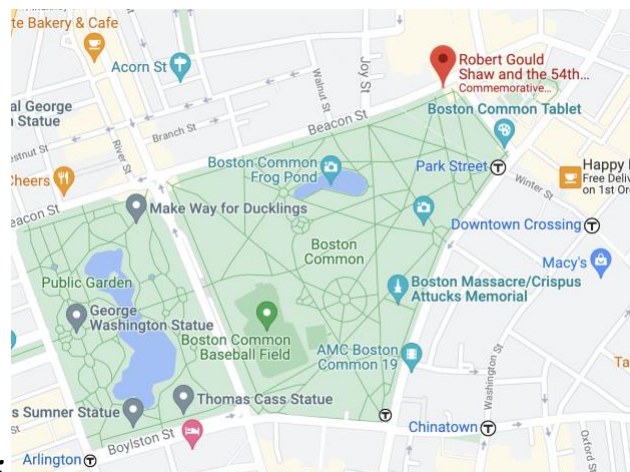 te Bakery & Cafe
Acorn St
Robert Gould
Shaw and the 54th...
Commemorative...
Joy St
Walnut St
al George
n Statue
Boston Common Tablet
Beacon St
Branch St
estnut St
River St
Boston Common
Frog Pond
Park Street
Happy
Free Deliv
on 1st Or
Cheers
Winter St
eacon St
Make Way for Ducklings
Downtown Crossing
Boston
Common
Macy's
Public Garden
Boston Massacre/Crispus
Attucks Memorial
George
Washington Statue
Boston Common
Baseball Field
AMC Boston
Common 19
Washington St
Ta
Thomas Cass Statue
s Sumner Statue
Chinatown
Boylston St
Oxford St
Arlington